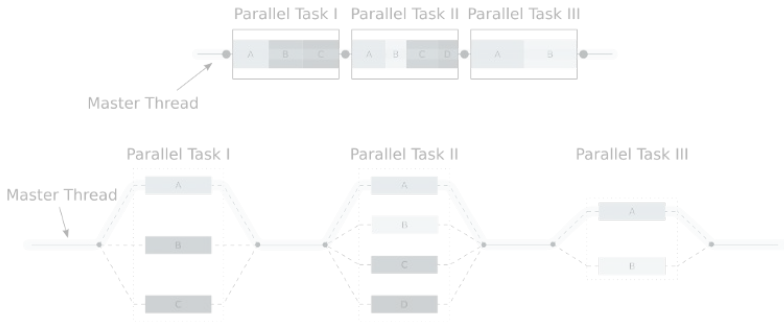 Parallel Task I Parallel Task II Parallel Task III
A B C A B C D A B
Master Thread
Parallel Task I Parallel Task II Parallel Task III
Master Thread
A A
A
B
B
B
C
C D